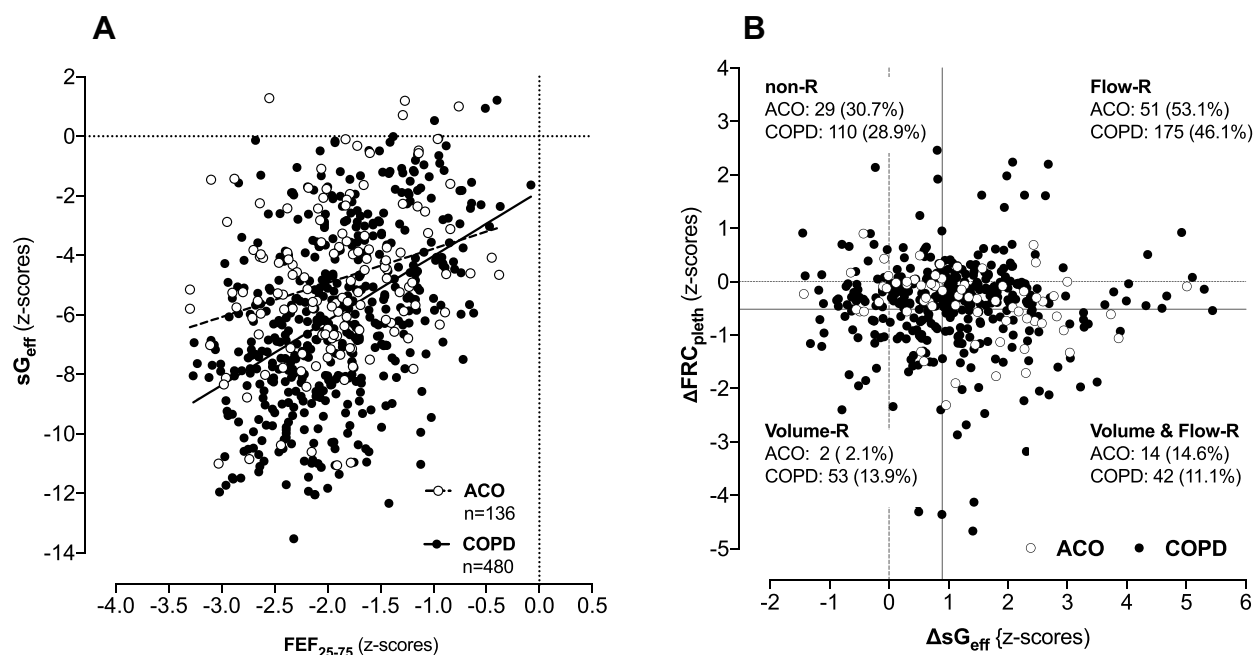 A
2
0
-2
-4
-6
-8
-10
-12
-14
sGeff (z-scores)
ACO
n=136
COPD
n=480
-4.0 -3.5 -3.0 -2.5 -2.0 -1.5 -1.0 -0.5 0.0 0.5
FEF25-75 (z-scores)
B
4
3
2
1
0
-1
-2
-3
-4
-5
ΔFRCpleth (z-scores)
non-R
ACO: 29 (30.7%)
COPD: 110 (28.9%)
Flow-R
ACO: 51 (53.1%)
COPD: 175 (46.1%)
Volume-R
ACO: 2 ( 2.1%)
COPD: 53 (13.9%)
Volume & Flow-R
ACO: 14 (14.6%)
COPD: 42 (11.1%)
ACO COPD
-2 -1 0 1 2 3 4 5 6
ΔsGeff {z-scores)